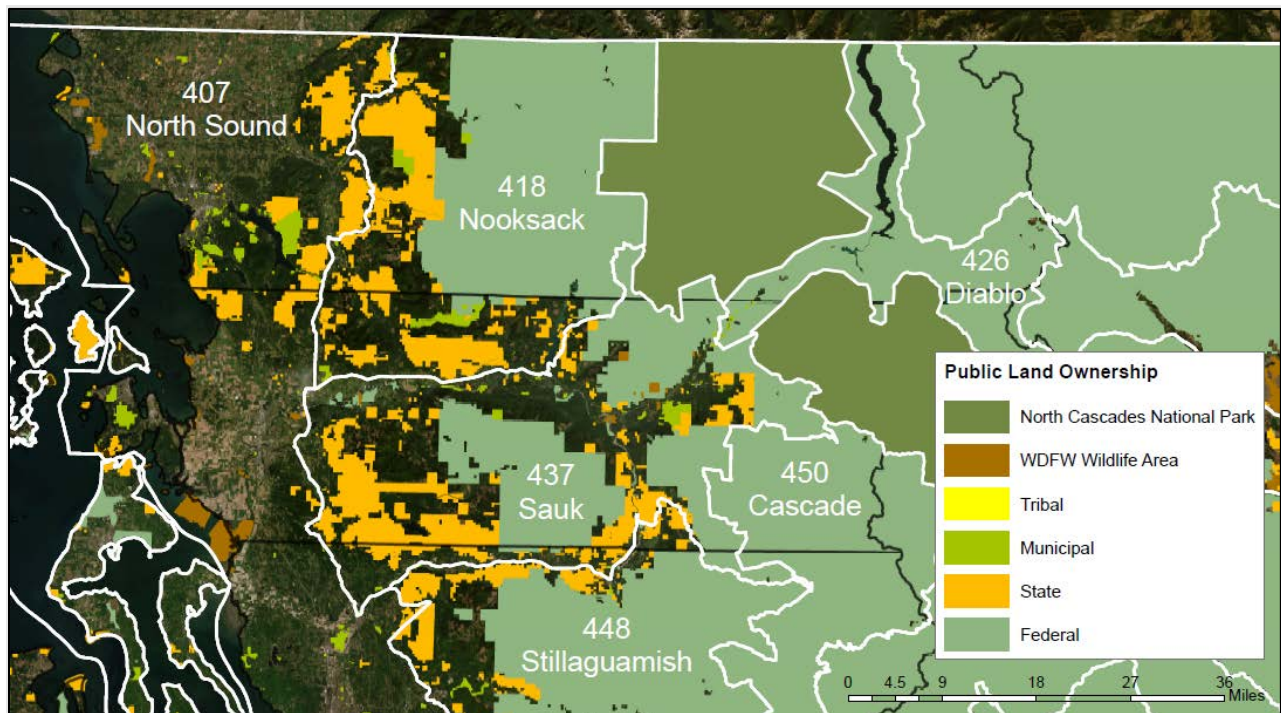 407
North Sound
418
Nooksack
426
Diablo
437
Sauk
450
Cascade
448
Stillaguamish
Public Land Ownership
North Cascades National Park
WDFW Wildlife Area
Tribal
Municipal
State
Federal
0 4.5 9 18 27 36
Miles